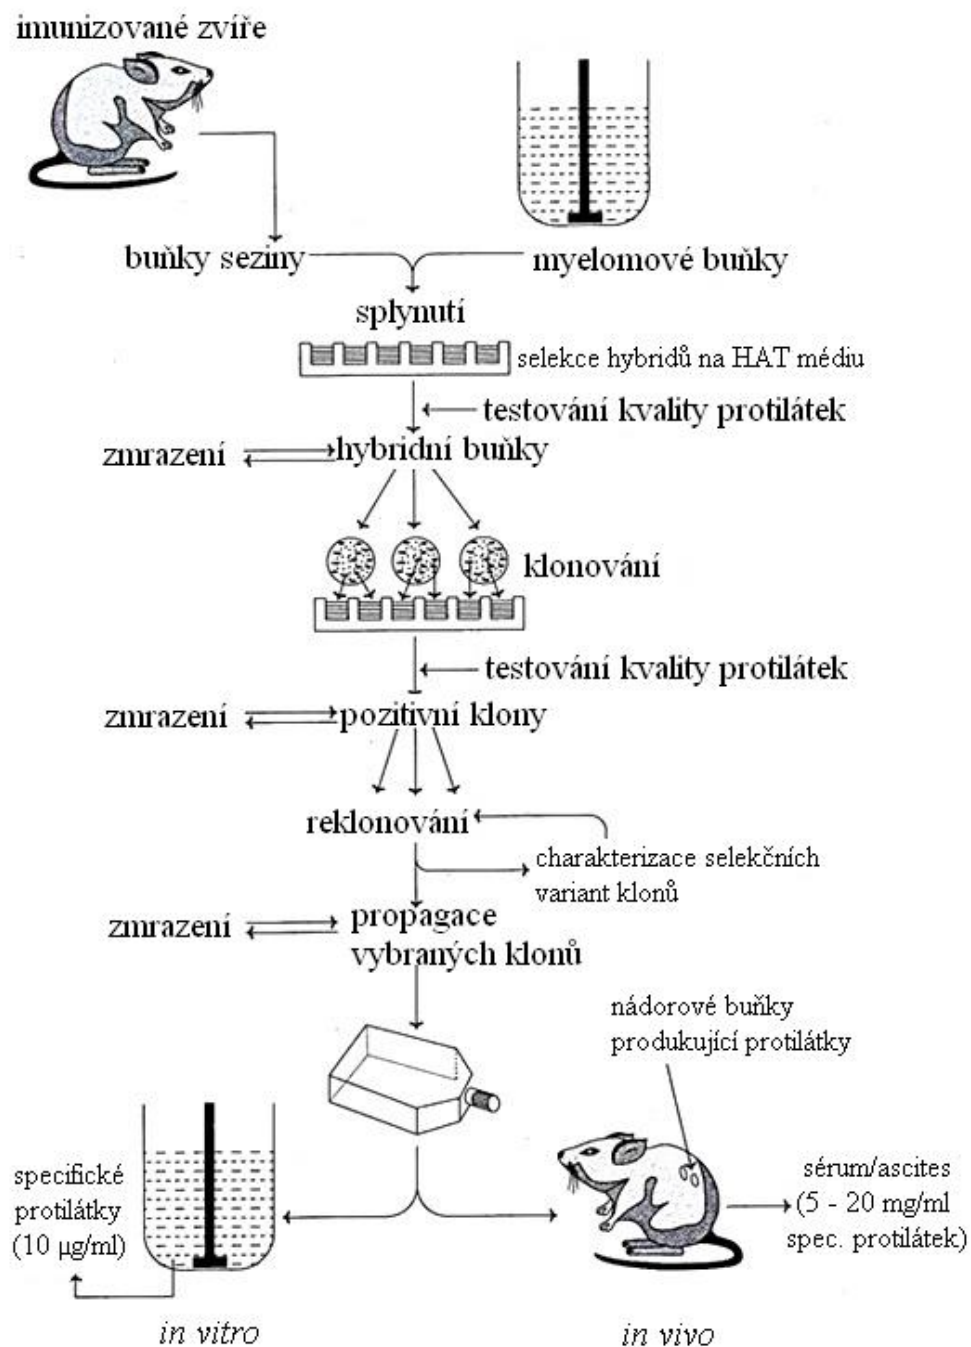 imunizované zvíře
buňky seziny
myelomové buňky
splynutí
selekce hybridů na HAT médiu
testování kvality protilátek
zmrazení
hybridní buňky
klonování
testování kvality protilátek
zmrazení
pozitivní klony
reklonování
charakterizace selekčních
variant klonů
zmrazení
propagace
vybraných klonů
nádorové buňky
produkující protilátky
specifické
protilátky
(10 µg/ml)
sérum/ascites
(5 - 20 mg/ml
spec. protilátek)
in vitro
in vivo